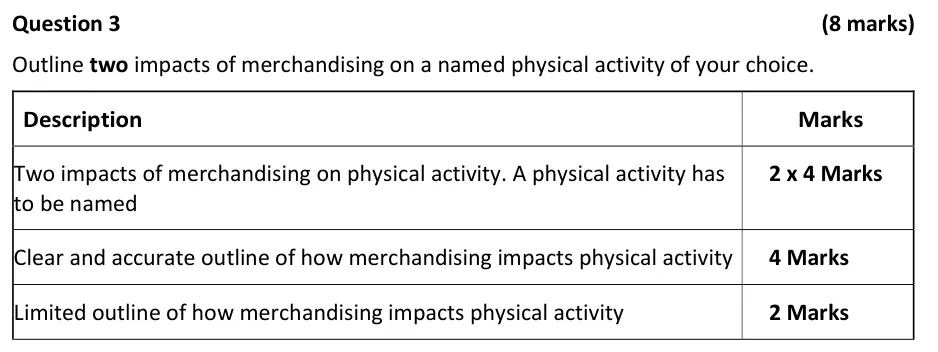 Question 3 (8 marks)
Outline two impacts of merchandising on a named physical activity of your choice.
Description Marks
Two impacts of merchandising on physical activity. A physical activity has 2 x 4 Marks
to be named
Clear and accurate outline of how merchandising impacts physical activity 4 Marks
Limited outline of how merchandising impacts physical activity 2 Marks